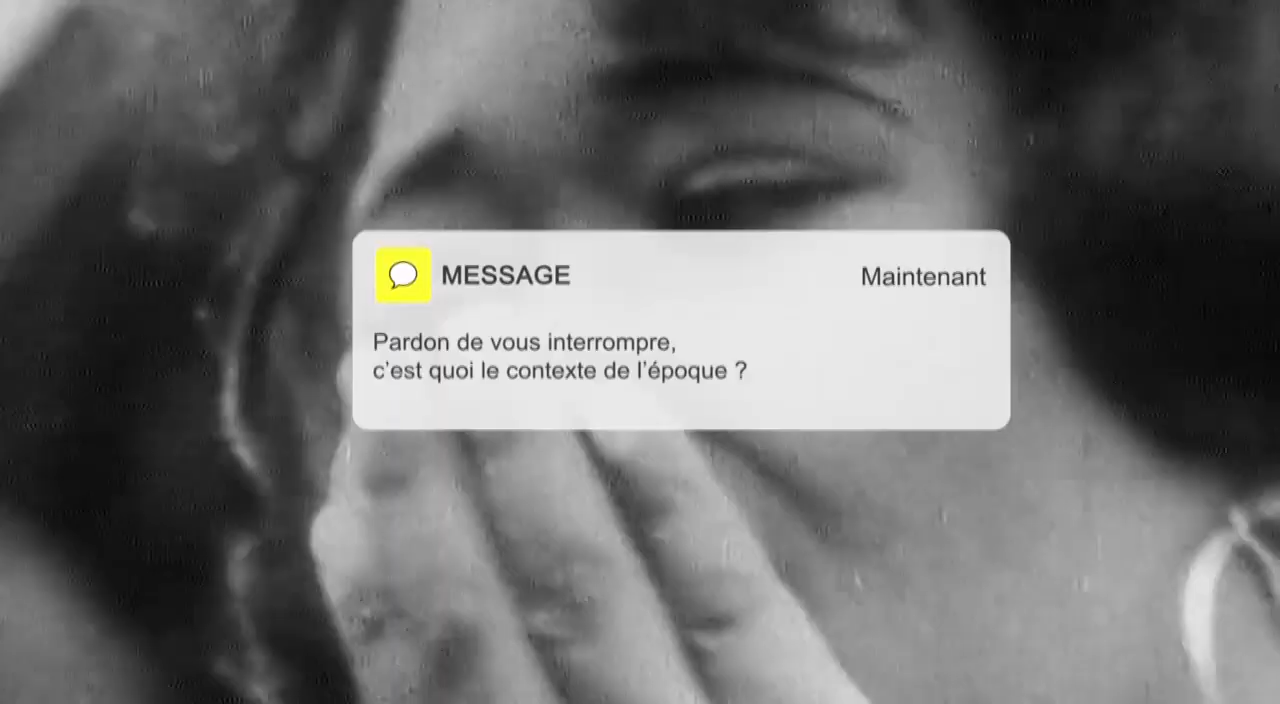 MESSAGE
Maintenant
Pardon de vous interrompre,
c’est quoi le contexte de l’époque ?